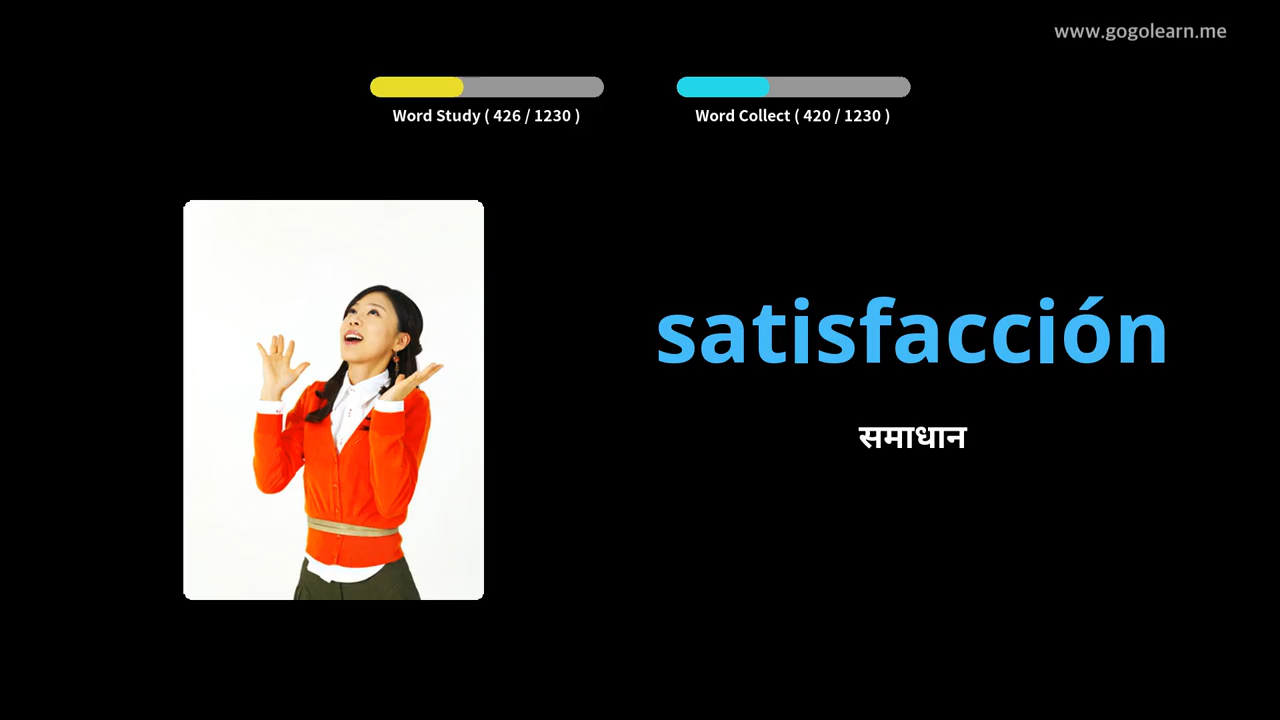 www.gogolearn.me
Word Study ( 426 / 1230 )
Word Collect ( 420 / 1230 )
satisfacción
समाधान